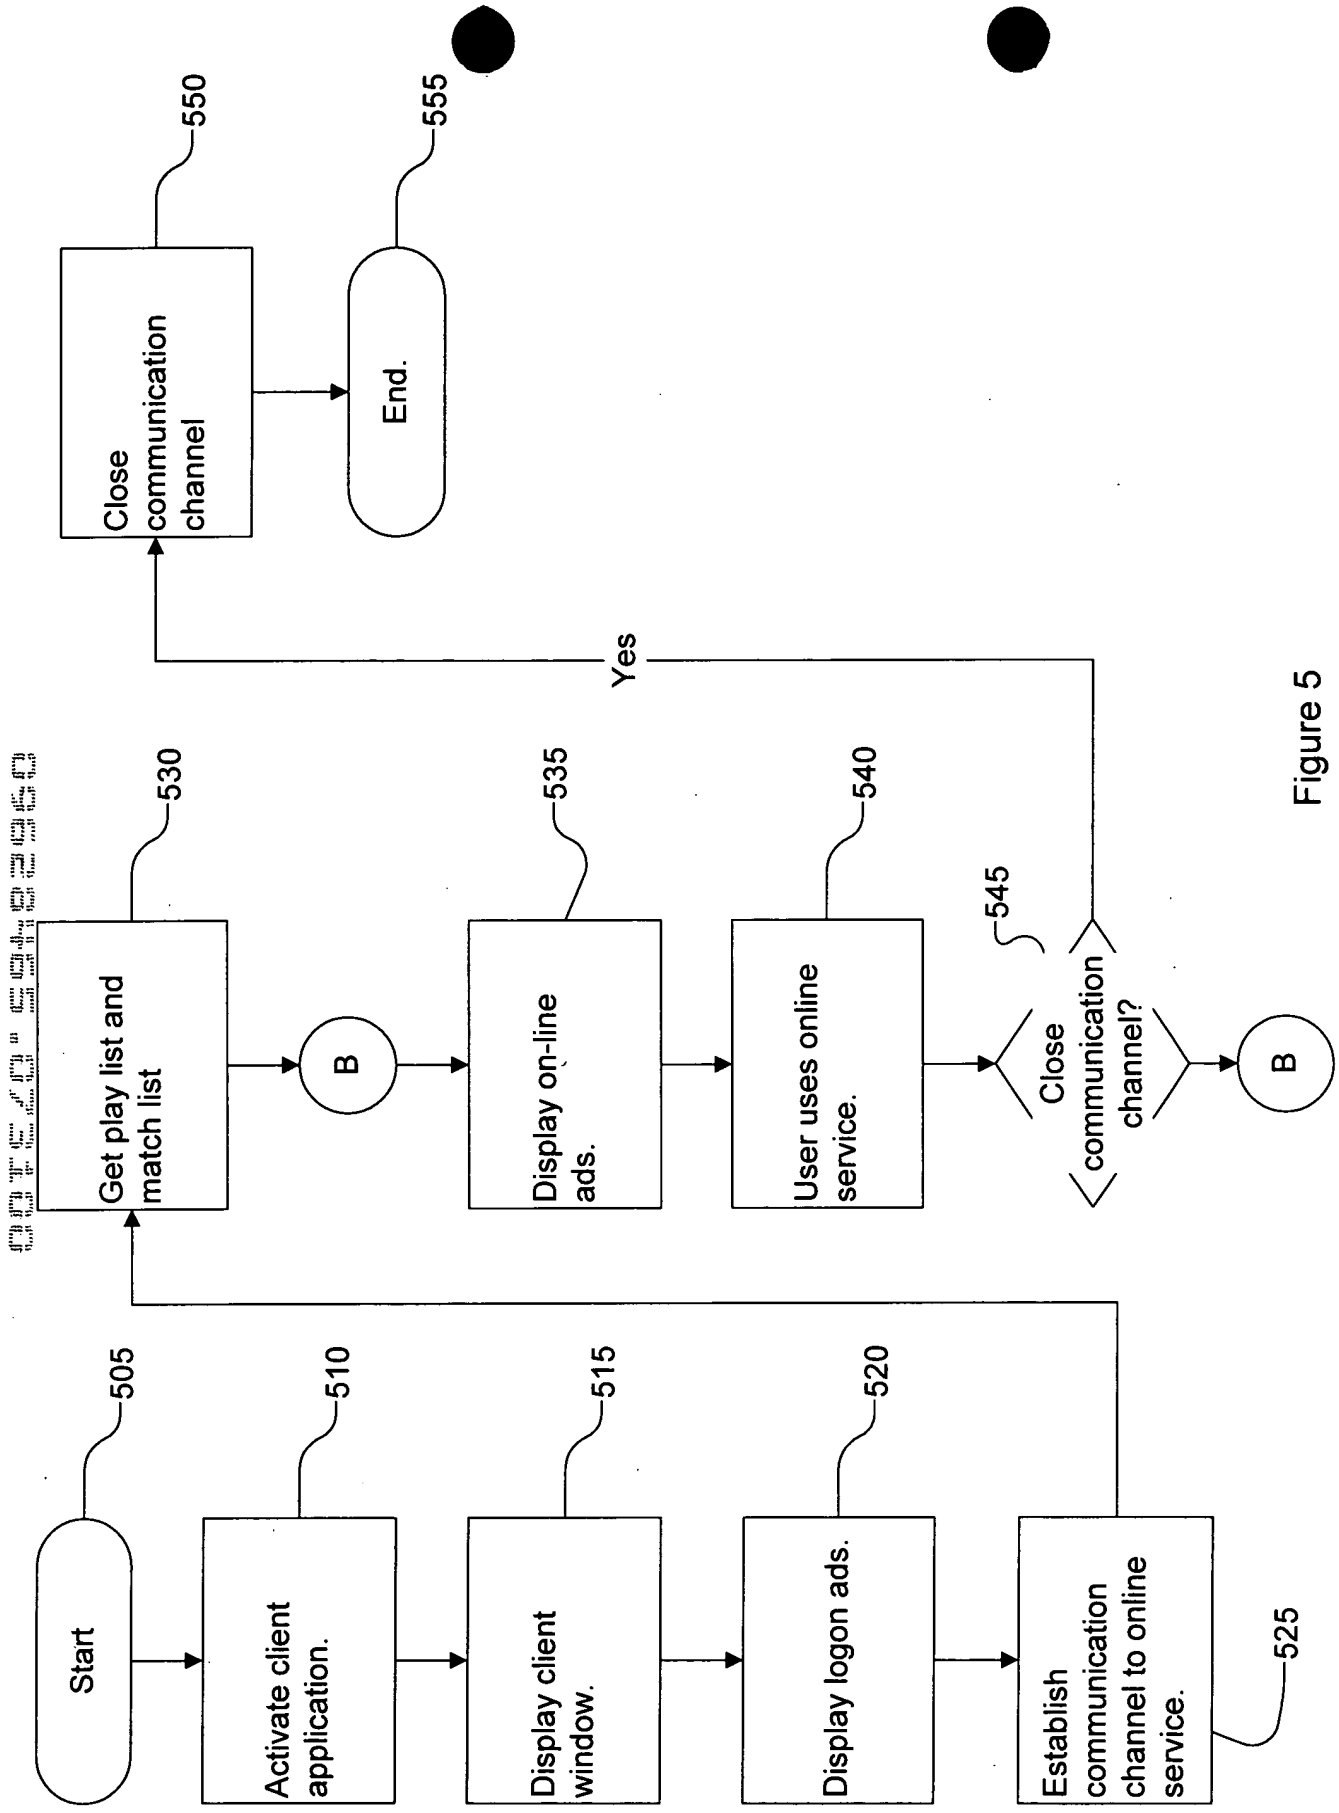 09628465.073100
Start
505
Activate client
application.
510
Display client
window.
515
Display logon ads.
520
Establish
communication
channel to online
service.
525
Get play list and
match list
530
B
Display on-line
ads.
535
User uses online
service.
540
Close
communication
channel?
545
B
Yes
Close
communication
channel
550
End.
555
Figure 5